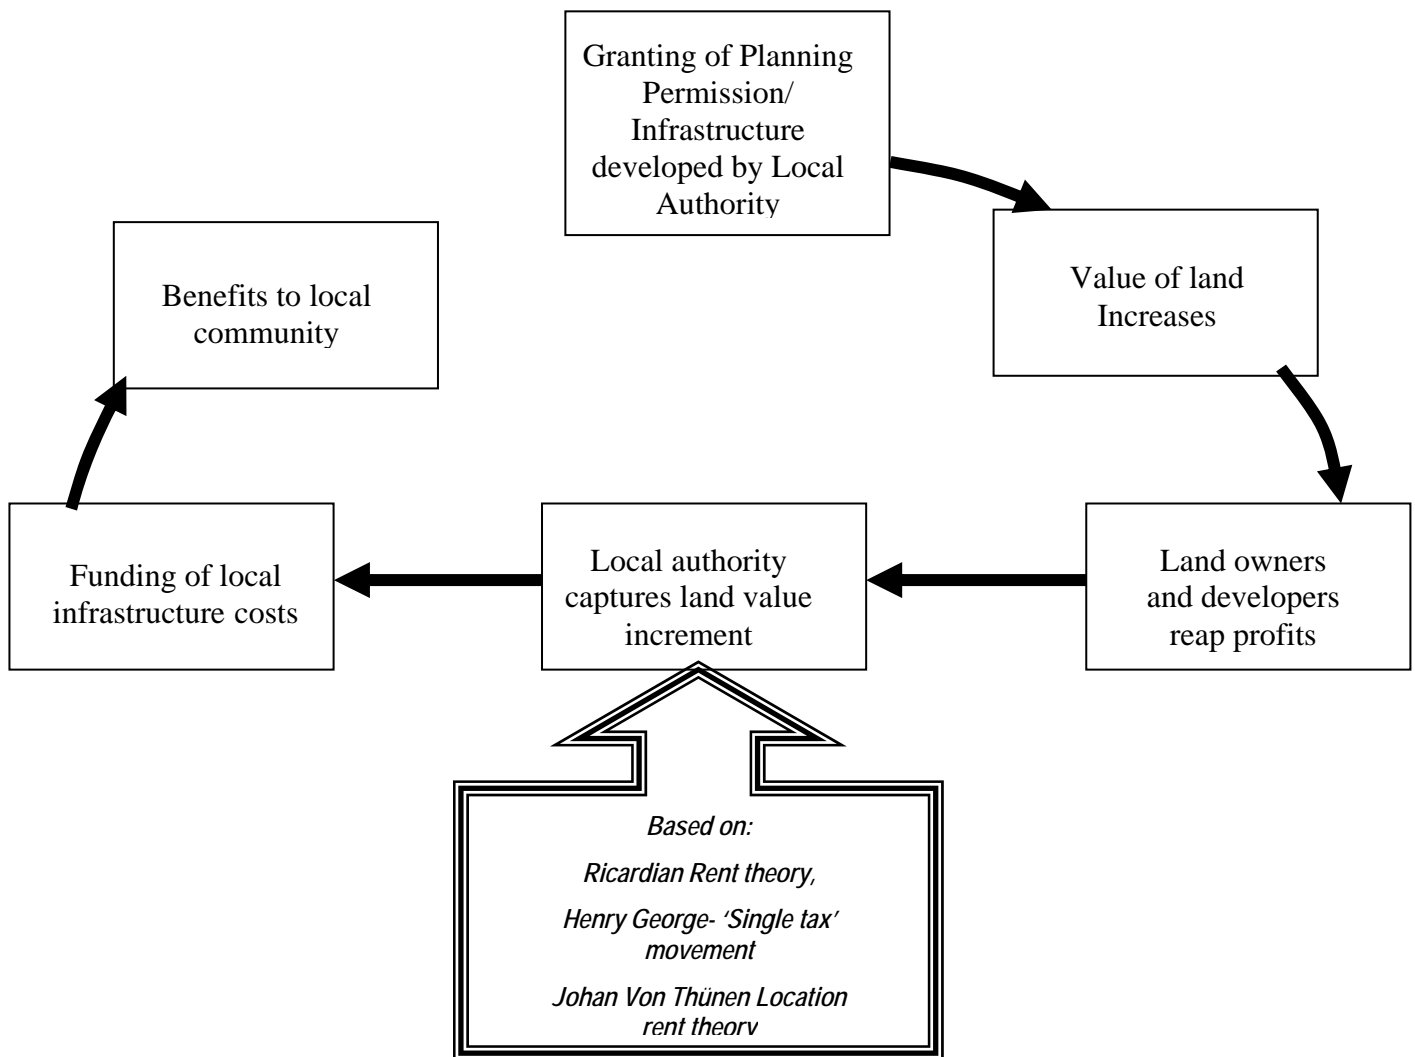 Granting of Planning
Permission/
Infrastructure
developed by Local
Authority
Value of land
Increases
Benefits to local
community
Land owners
and developers
reap profits
Local authority
captures land value
increment
Funding of local
infrastructure costs
Based on:
Ricardian Rent theory,
Henry George- ‘Single tax’
movement
Johan Von Thünen Location
rent theory